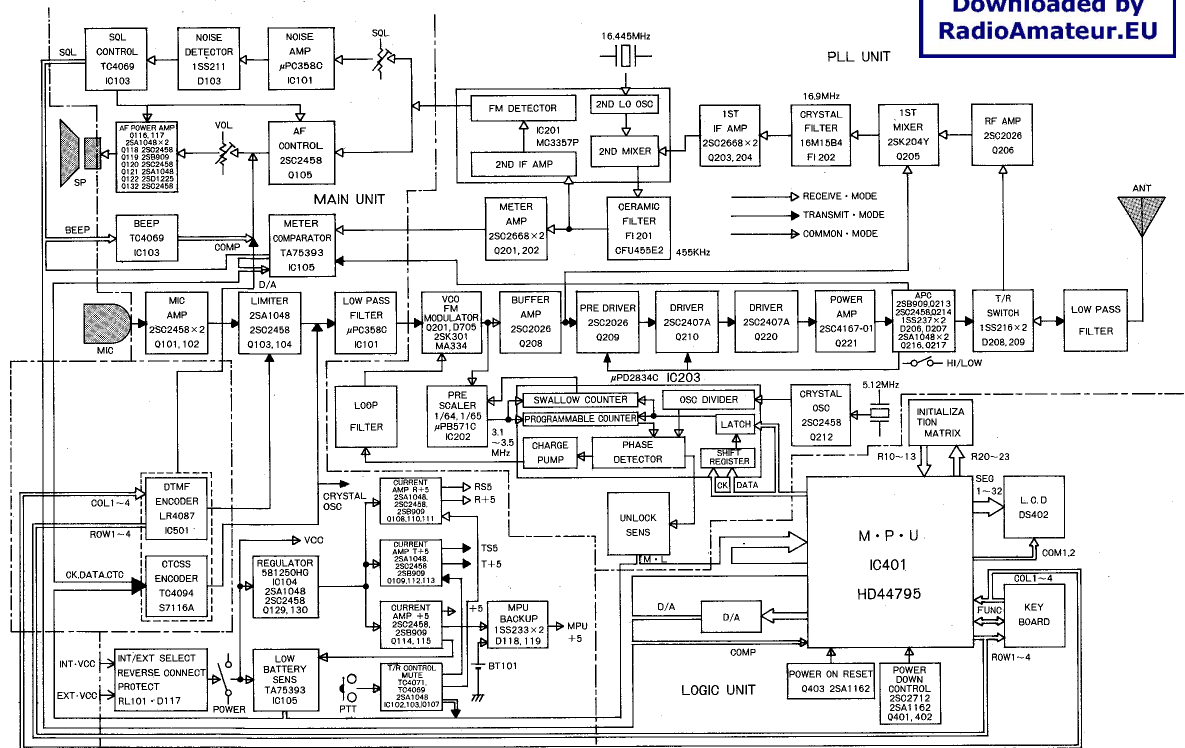 Downloaded by
RadioAmateur.EU
PLL UNIT
SQL
SQL
CONTROL
TC4069
IC103
NOISE
DETECTOR
1SS211
D103
NOISE
AMP
μPC358C
IC101
SQL
16.445MHz
FM DETECTOR
2ND LO OSC
IC201
MC3357P
2ND IF AMP
2ND MIXER
1ST
IF AMP
2SC2668×2
Q203, 204
16.9MHz
CRYSTAL
FILTER
16M15B4
FI 202
1ST
MIXER
2SK204Y
Q205
RF AMP
2SC2026
Q206
SP
AF POWER AMP
Q116, 117
2SA1048×2
Q118 2SC2458
Q119 2SB909
Q120 2SC2458
Q121 2SA1048
Q122 2SD1225
Q132 2SC2458
VOL
AF
CONTROL
2SC2458
Q105
MAIN UNIT
BEEP
BEEP
TC4069
IC103
COMP
D/A
METER
COMPARATOR
TA75393
IC105
METER
AMP
2SC2668×2
Q201, 202
CERAMIC
FILTER
FI 201
CFU455E2
455KHz
RECEIVE・MODE
TRANSMIT・MODE
COMMON・MODE
ANT
MIC
MIC
AMP
2SC2458×2
Q101, 102
LIMITER
2SA1048
2SC2458
Q103, 104
LOW PASS
FILTER
μPC358C
IC101
VCO
FM
MODULATOR
Q201, D705
2SK301
MA334
BUFFER
AMP
2SC2026
Q208
PRE DRIVER
2SC2026
Q209
DRIVER
2SC2407A
Q210
DRIVER
2SC2407A
Q220
POWER
AMP
2SC4167-01
Q221
APC
2SB909,Q213
2SC2458,Q214
1SS237×2
D206, D207
2SA1048×2
Q216, Q217
T/R
SWITCH
1SS216×2
D208, 209
LOW PASS
FILTER
HI/LOW
LOOP
FILTER
PRE
SCALER
1/64, 1/65
μPB571C
IC202
3.1
～3.5
MHz
μPD2834C IC203
SWALLOW COUNTER
OSC DIVIDER
PROGRAMMABLE COUNTER
LATCH
CHARGE
PUMP
PHASE
DETECTOR
SHIFT
REGISTER
CK
DATA
CRYSTAL
OSC
2SC2458
Q212
5.12MHz
INITIALIZA
TION
MATRIX
R10～13
R20～23
DTMF
ENCODER
LR4087
IC501
COL1～4
ROW1～4
CTCSS
ENCODER
TC4094
S7116A
CK,DATA,CTC
CRYSTAL
OSC
VCC
REGULATOR
581250HG
IC104
2SA1048
2SC2458
Q129, 130
CURRENT
AMP R+5
2SA1048,
2SC2458,
2SB909
Q108,110,111
RS5
R+5
CURRENT
AMP T+5
2SA1048,
2SC2458
2SB909
Q109,112,113
TS5
T+5
CURRENT
AMP +5
2SC2458,
2SB909
Q114, 115
+5
MPU
BACKUP
1SS233×2
D118, 119
MPU
+5
BT101
UNLOCK
SENS
M・L
M・P・U
IC401
HD44795
SEG
1～32
L.C.D
DS402
COM1,2
COL1～4
FUNC
KEY
BOARD
ROW1～4
D/A
D/A
COMP
INT・VCC
EXT・VCC
INT/EXT SELECT
REVERSE CONNECT
PROTECT
RL101・D117
POWER
LOW
BATTERY
SENS
TA75393
IC105
PTT
T/R CONTROL
MUTE
TC4071,
TC4069
2SA1048
IC102,103,Q107
LOGIC UNIT
POWER ON RESET
Q403 2SA1162
POWER
DOWN
CONTROL
2SC2712
2SA1162
Q401, 402